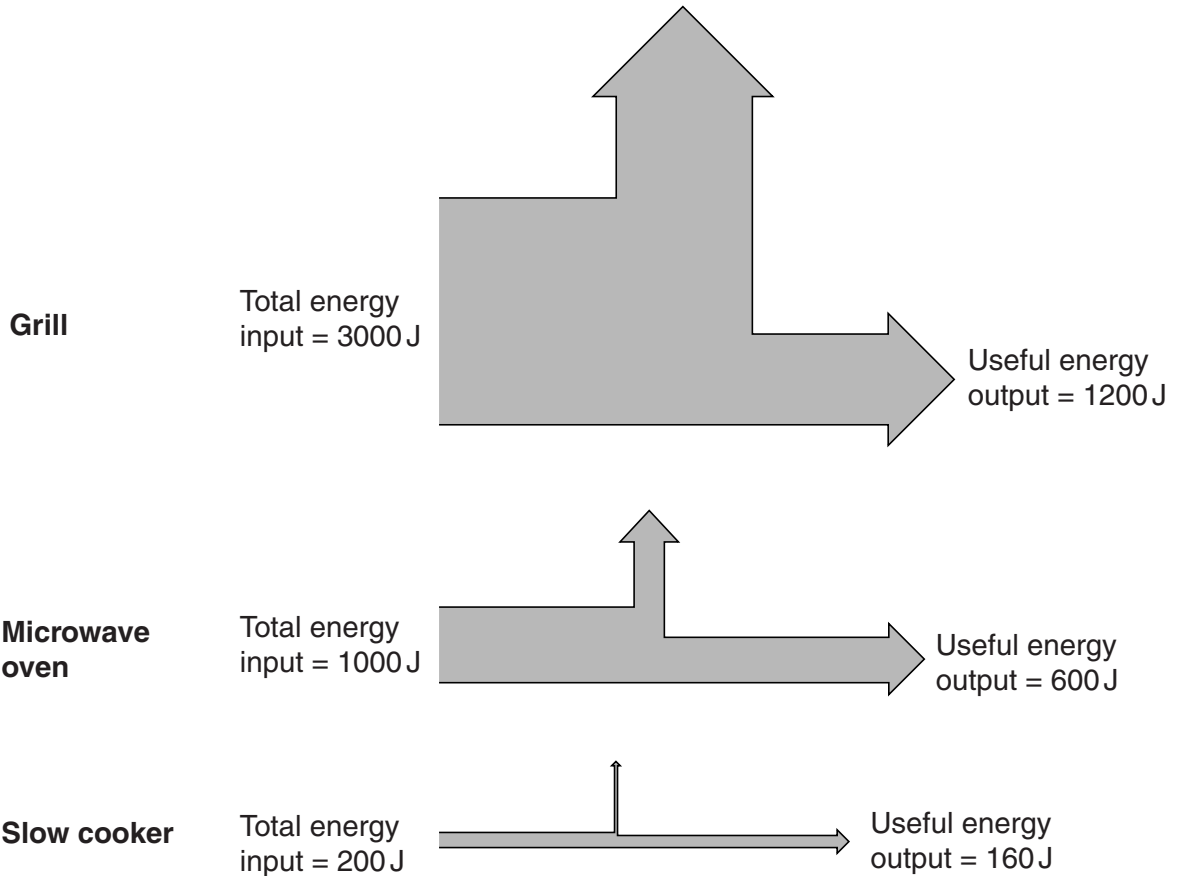 Grill
Total energy
input = 3000 J
Useful energy
output = 1200 J
Microwave
oven
Total energy
input = 1000 J
Useful energy
output = 600 J
Slow cooker
Total energy
input = 200 J
Useful energy
output = 160 J